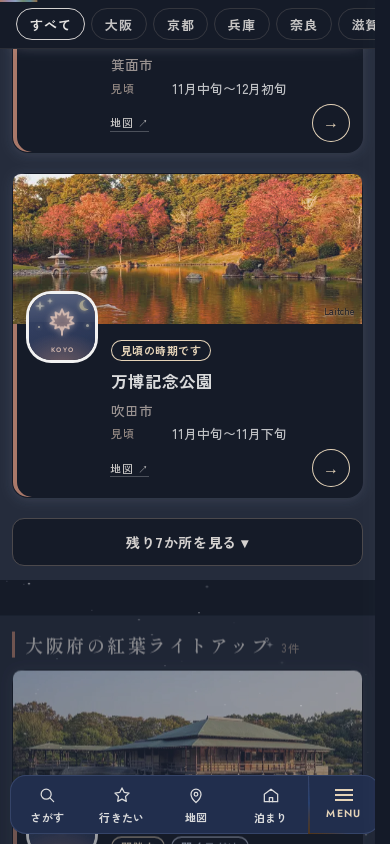 すべて
大阪
京都
兵庫
奈良
滋賀
箕面市
見頃 11月中旬〜12月初旬
地図 ↗
→
Laitche
KOYO
見頃の時期です
万博記念公園
吹田市
見頃 11月中旬〜11月下旬
地図 ↗
→
残り7か所を見る ▾
大阪府の紅葉ライトアップ 3件
さがす
行きたい
地図
泊まり
MENU